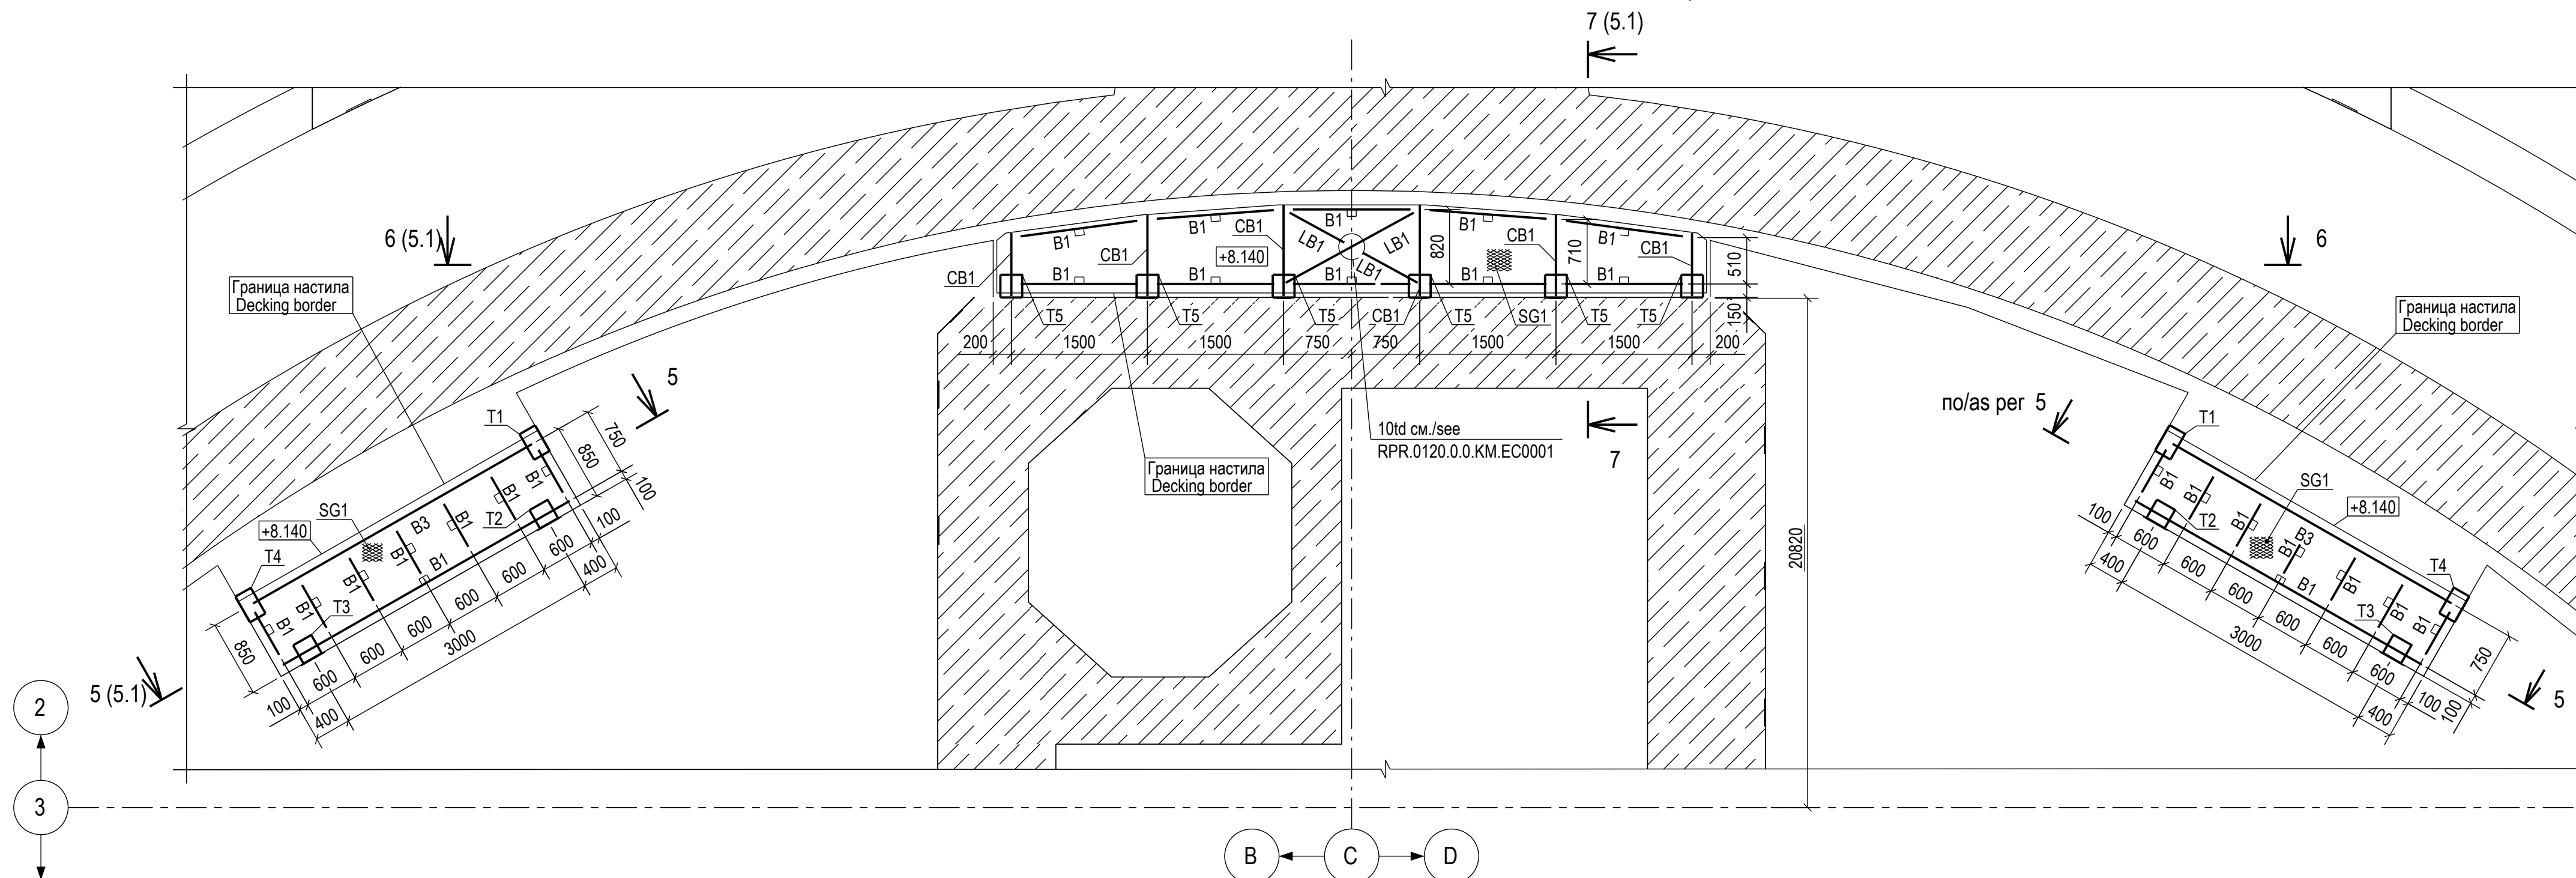 7 (5.1)
6 (5.1)
6
Граница настила
Decking border
Граница настила
Decking border
B1
B1
CB1
B1
B1
B1
CB1
CB1
LB1
LB1
LB1
CB1
CB1
+8.140
820
710
510
150
CB1
B1
B1
B1
B1
B1
T5
T5
T5
CB1
T5
SG1
T5
T5
200
1500
1500
750
750
1500
1500
200
5
T1
750
850
100
B1
B1
T2
B1
B3
SG1
+8.140
B1
B1
B1
T4
B1
B1
T3
850
100
400
600
600
600
600
600
600
3000
400
100
5 (5.1)
10td см./see
RPR.0120.0.0.KM.EC0001
Граница настила
Decking border
7
20820
по/as per 5
T1
SG1
+8.140
B1
B1
T2
B1
B1
B3
B1
B1
T4
T3
B1
B1
100
400
600
600
600
600
600
600
3000
750
400
100
100
5
2
3
B
C
D